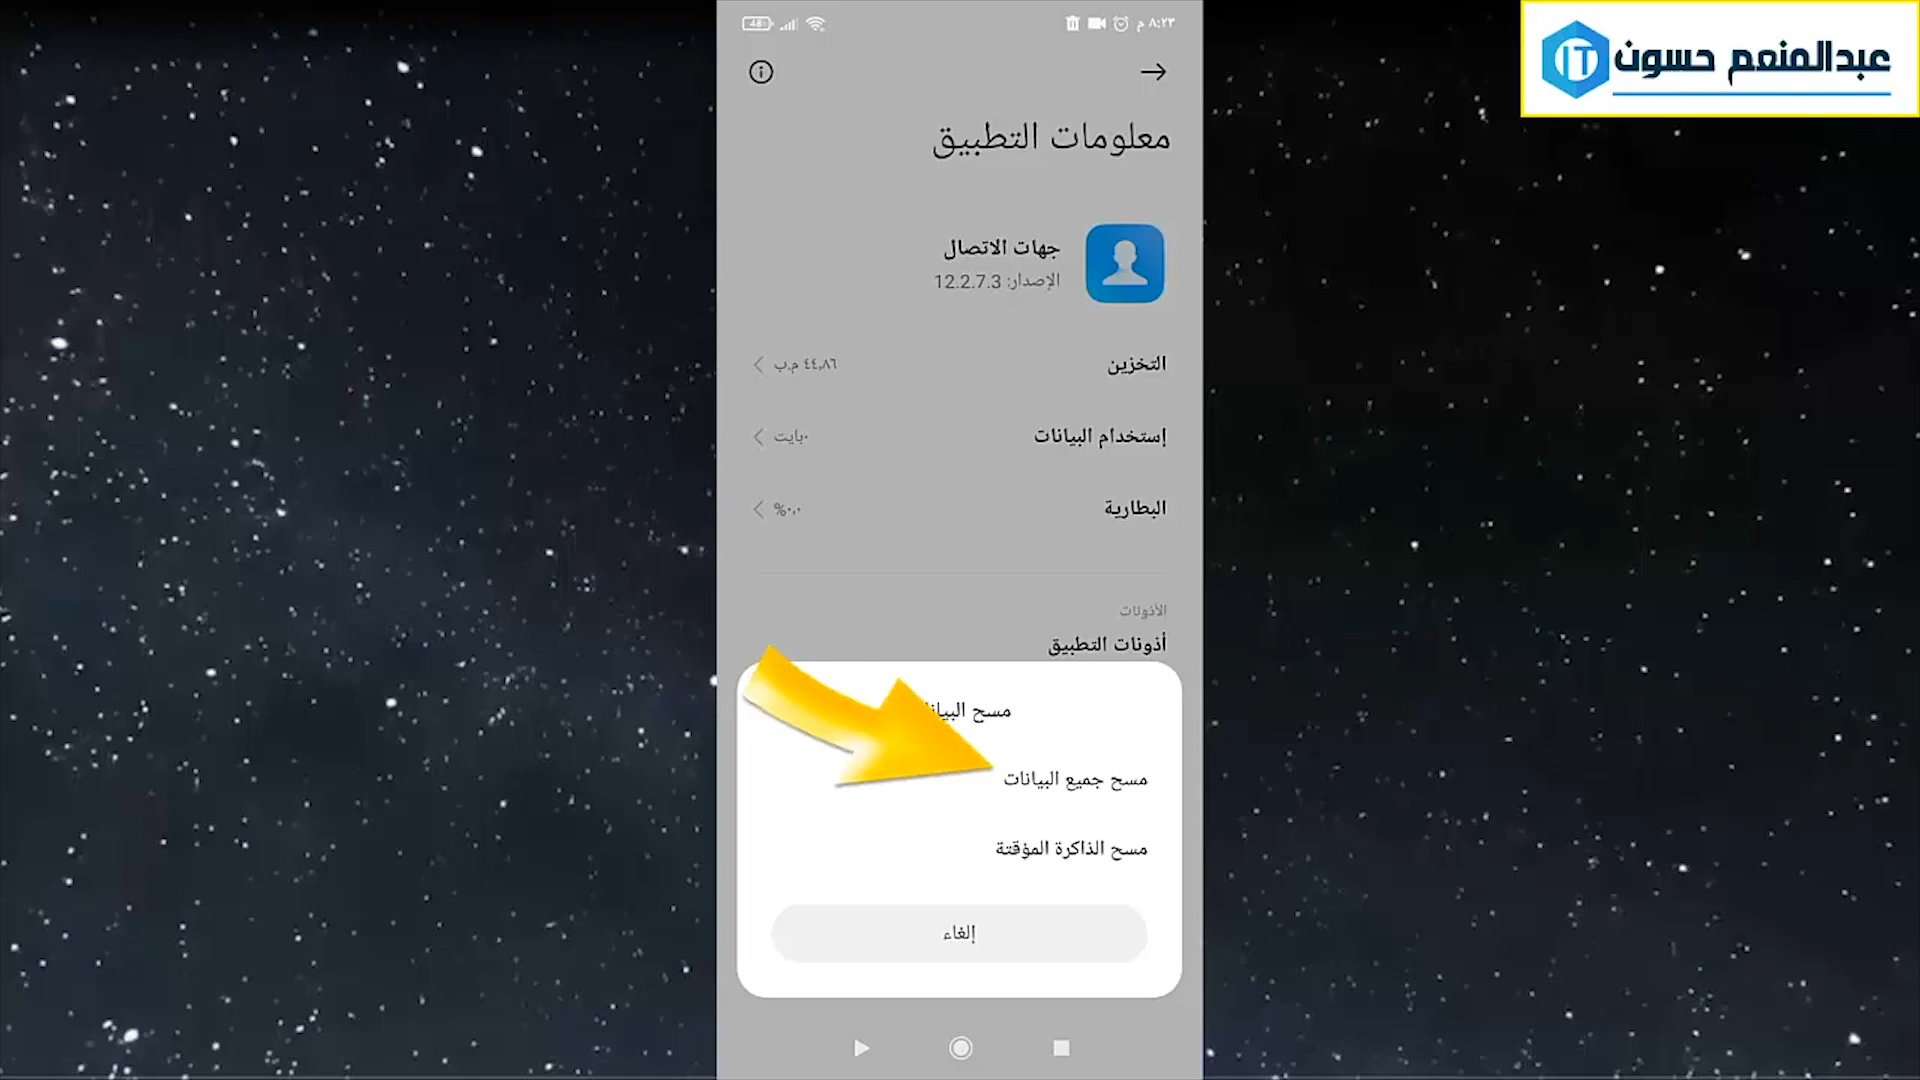 48
٨:٢٣ م
عبدالمنعم حسون
IT
معلومات التطبيق
جهات الاتصال
الإصدار: 12.2.7.3
التخزين
٤٤٫٨٦ م.ب
إستخدام البيانات
٠بايت
البطارية
%٠٫٠
الأذونات
أذونات التطبيق
مسح
مسح جميع البيانات
مسح الذاكرة المؤقتة
إلغاء